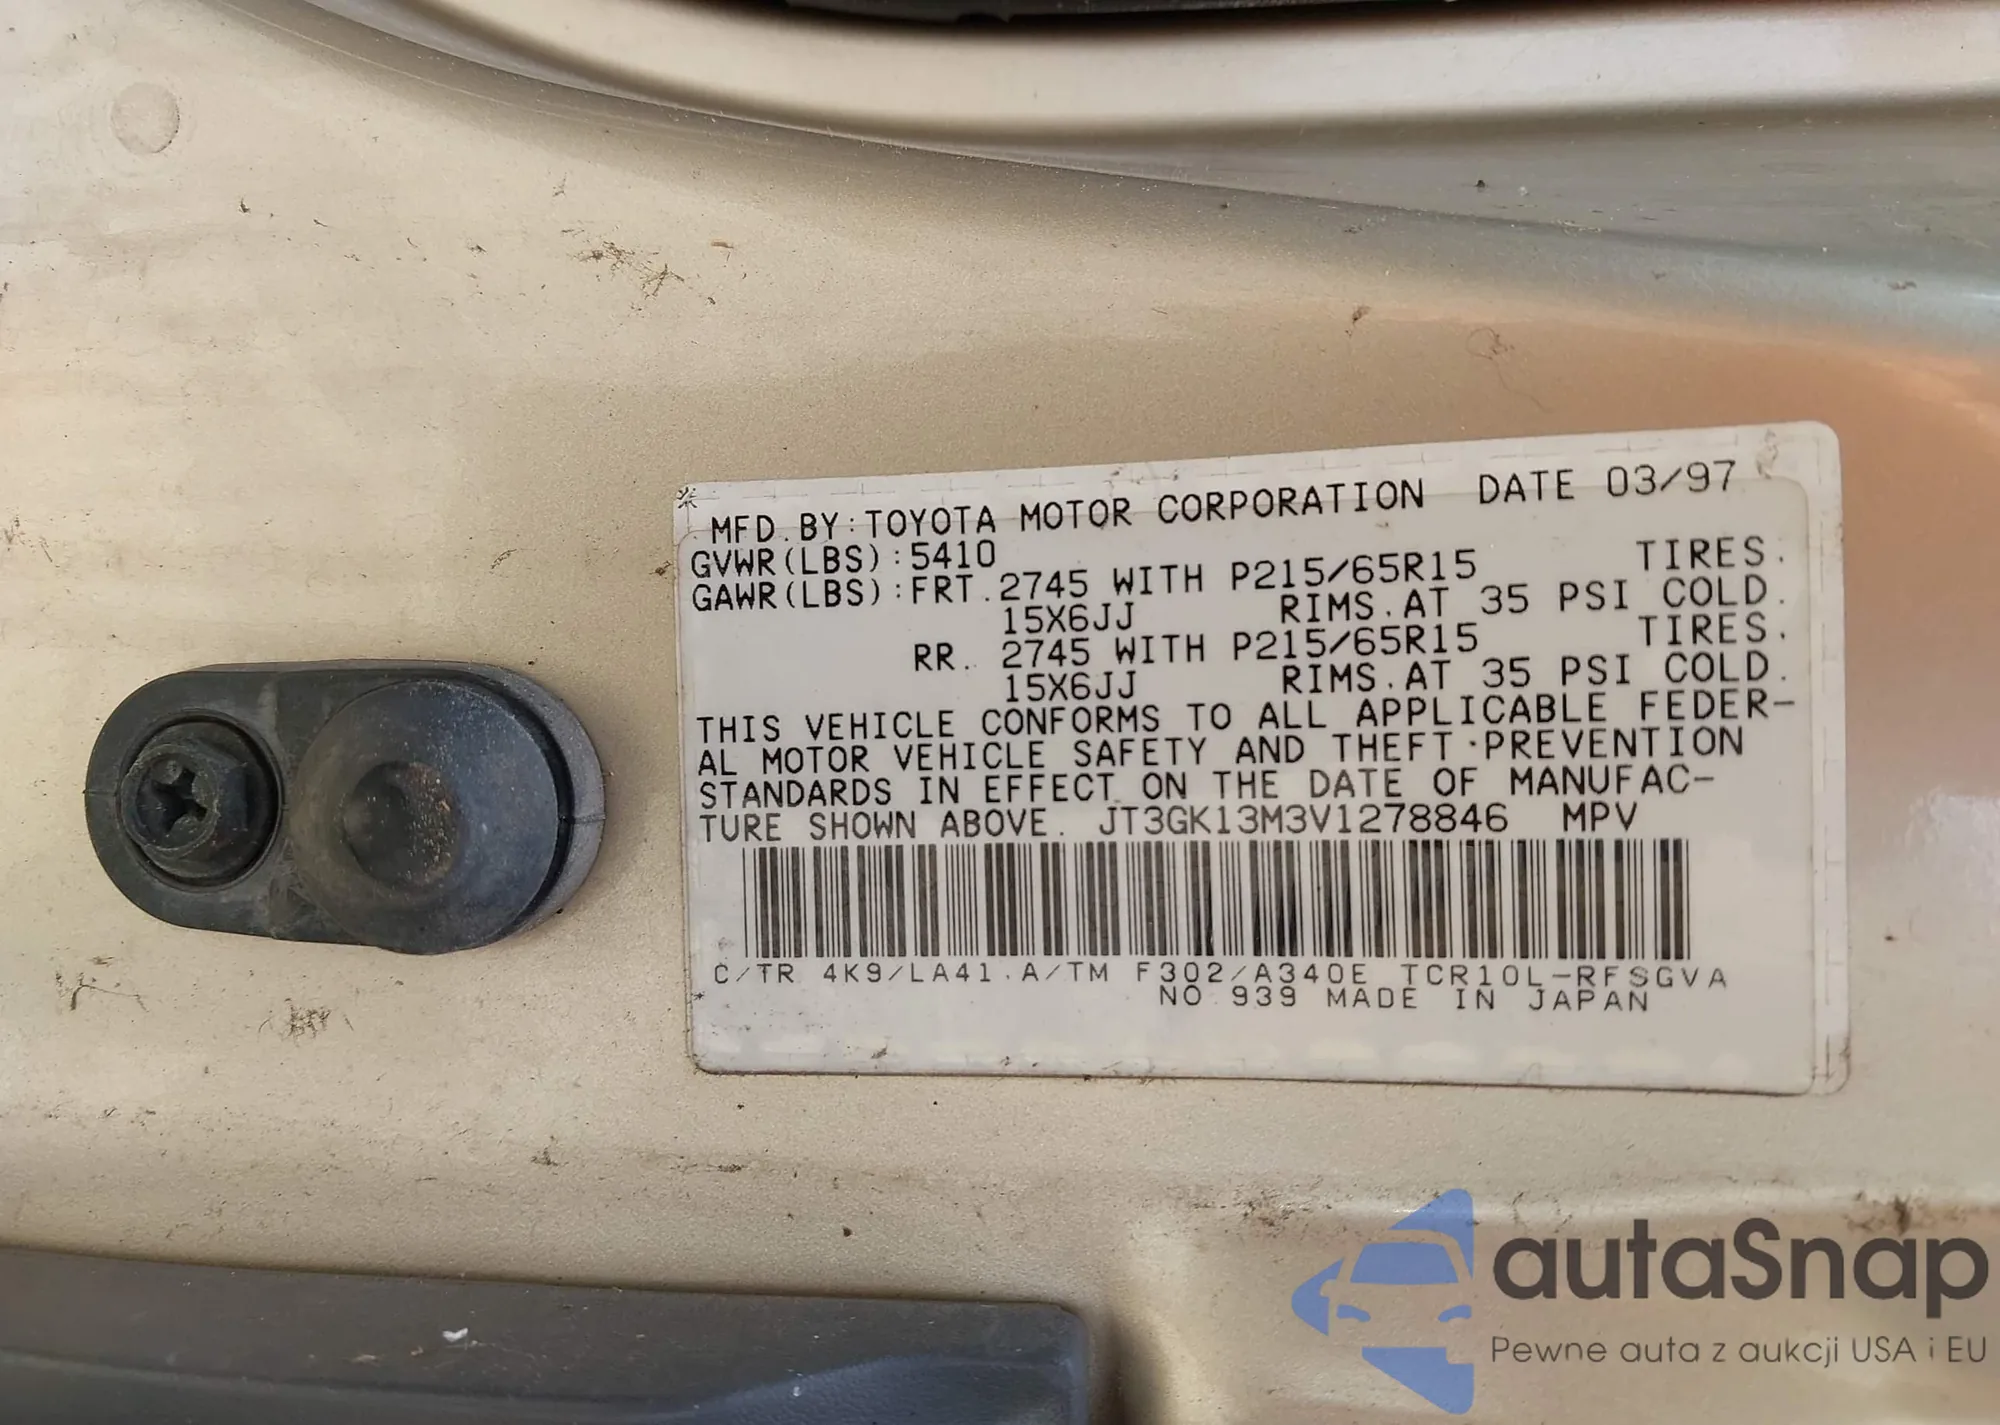 MFD. BY: TOYOTA MOTOR CORPORATION DATE 03/97
GVWR(LBS):5410
GAWR(LBS):FRT. 2745 WITH P215/65R15 TIRES.
15X6JJ RIMS. AT 35 PSI COLD.
RR. 2745 WITH P215/65R15 TIRES.
15X6JJ RIMS. AT 35 PSI COLD.
THIS VEHICLE CONFORMS TO ALL APPLICABLE FEDER-
AL MOTOR VEHICLE SAFETY AND THEFT PREVENTION
STANDARDS IN EFFECT ON THE DATE OF MANUFAC-
TURE SHOWN ABOVE. JT3GK13M3V1278846 MPV
C/TR 4K9/LA41 A/TM F302/A340E TCR10L-RFSGVA
NO 939 MADE IN JAPAN
autaSnap
Pewne auta z aukcji USA i EU